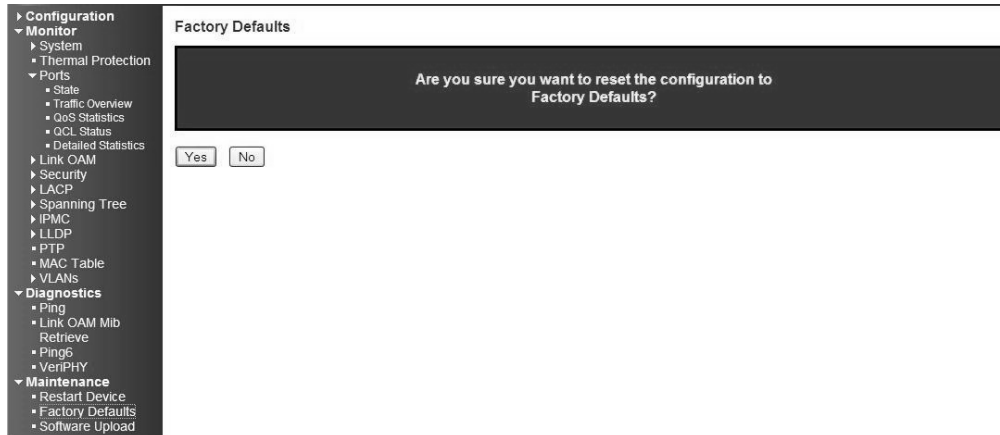 Configuration
Monitor
System
Thermal Protection
Ports
State
Traffic Overview
QoS Statistics
QCL Status
Detailed Statistics
Link OAM
Security
LACP
Spanning Tree
IPMC
LLDP
PTP
MAC Table
VLANs
Diagnostics
Ping
Link OAM Mib
Retrieve
Ping6
VeriPHY
Maintenance
Restart Device
Factory Defaults
Software Upload
Factory Defaults
Are you sure you want to reset the configuration to
Factory Defaults?
Yes No